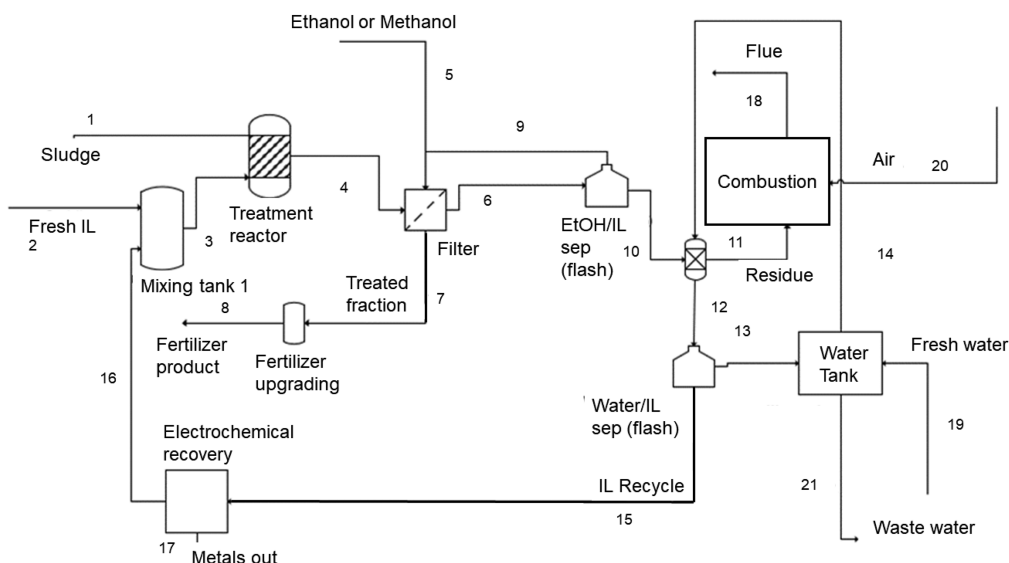 Ethanol or Methanol
5
Flue
18
1
Sludge
9
Air
20
Combustion
4
6
Fresh IL
2
3
Treatment
reactor
Filter
EtOH/IL
sep
(flash)
10
11
Residue
14
Mixing tank 1
Treated
fraction
7
8
12
13
Fertilizer
product
Fertilizer
upgrading
Water
Tank
Fresh water
16
Water/IL
sep (flash)
19
Electrochemical
recovery
IL Recycle
15
21
Waste water
17
Metals out